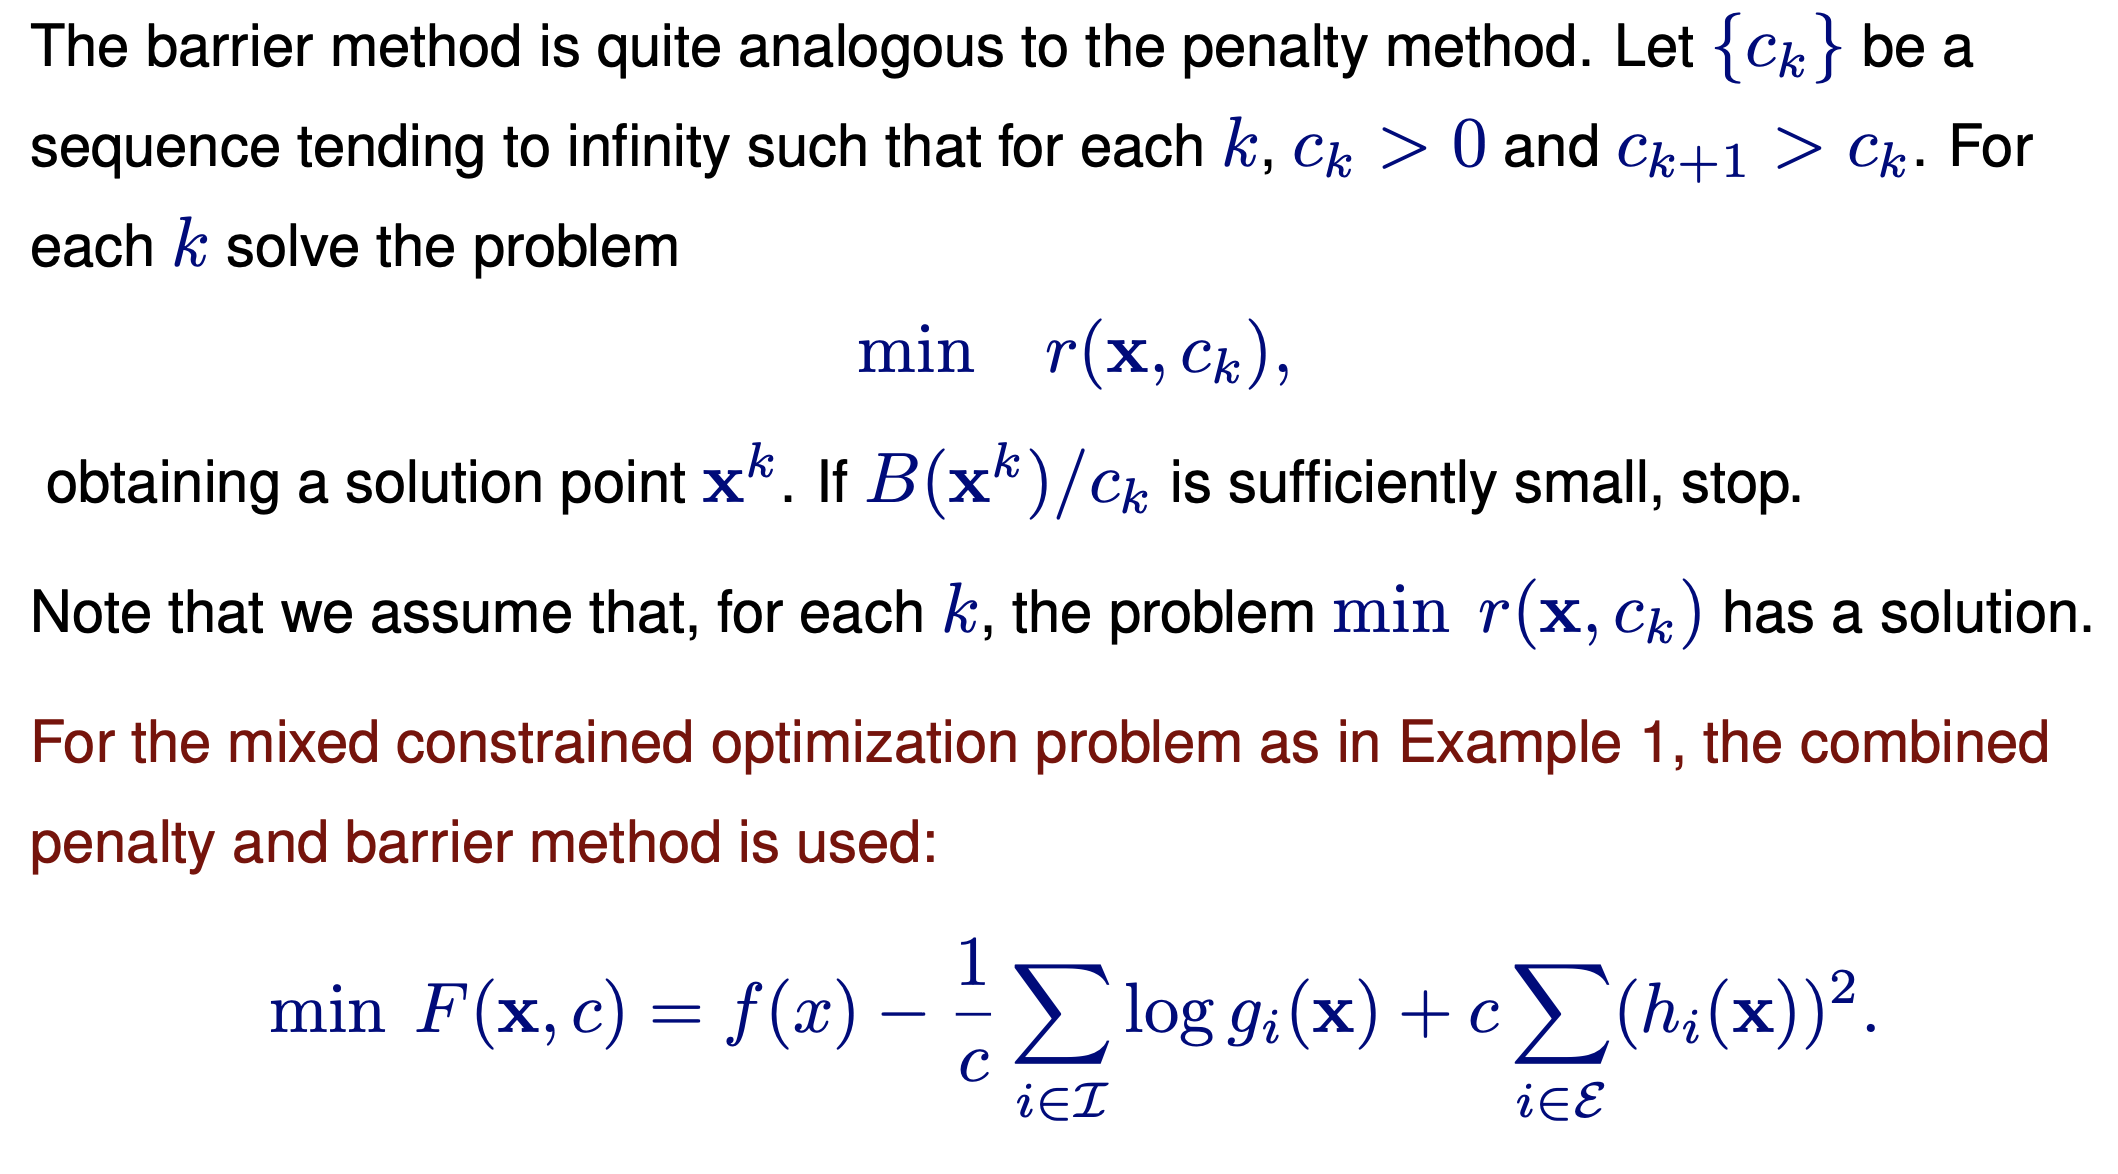 The barrier method is quite analogous to the penalty method. Let $\{c_k\}$ be a
sequence tending to infinity such that for each $k$, $c_k > 0$ and $c_{k+1} > c_k$. For
each $k$ solve the problem
$\min \quad r(\mathbf{x}, c_k),$
obtaining a solution point $\mathbf{x}^k$. If $B(\mathbf{x}^k)/c_k$ is sufficiently small, stop.
Note that we assume that, for each $k$, the problem $\min \; r(\mathbf{x}, c_k)$ has a solution.
For the mixed constrained optimization problem as in Example 1, the combined
penalty and barrier method is used:
$\min \; F(\mathbf{x}, c) = f(x) - \frac{1}{c} \sum_{i \in \mathcal{I}} \log g_i(\mathbf{x}) + c \sum_{i \in \mathcal{E}} (h_i(\mathbf{x}))^2.$